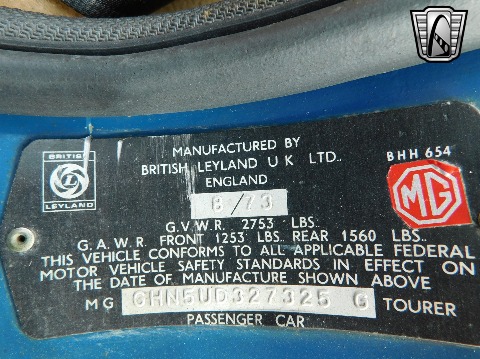 BRITISH
LEYLAND
MANUFACTURED BY
BRITISH LEYLAND U K LTD..
ENGLAND
BHH 654
MG
8/73
G.V.W.R. 2753 LBS.
G.A.W.R. FRONT 1253 LBS. REAR 1560 LBS.
THIS VEHICLE CONFORMS TO ALL APPLICABLE FEDERAL
MOTOR VEHICLE SAFETY STANDARDS IN EFFECT ON
THE DATE OF MANUFACTURE SHOWN ABOVE
MG GHN5UD327325 G TOURER
PASSENGER CAR